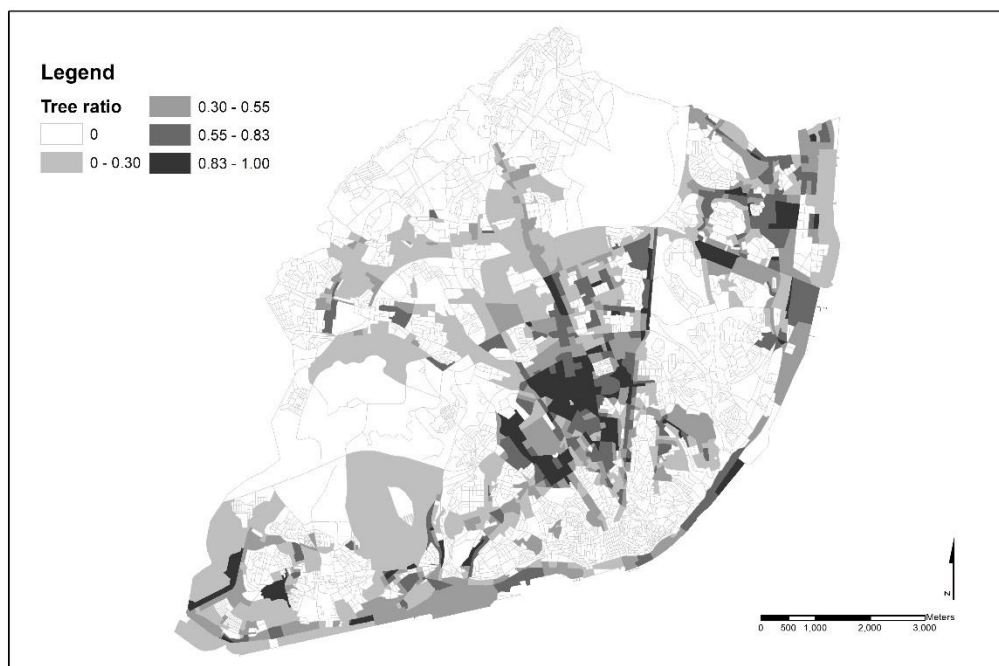 Legend
Tree ratio
0
0 - 0.30
0.30 - 0.55
0.55 - 0.83
0.83 - 1.00
N
Meters
0 500 1,000 2,000 3,000